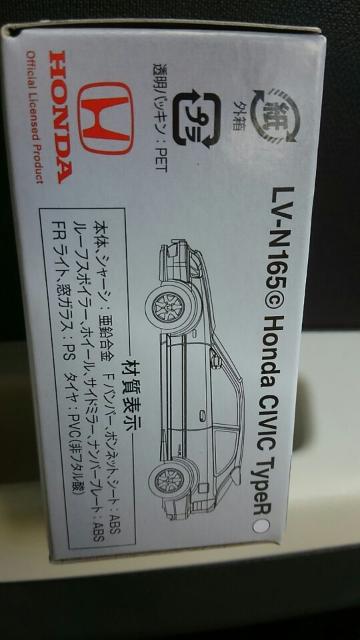 紙
外箱
プラ
透明パッキン：PET
HONDA
Official Licensed Product
LV-N165ⓒ Honda CIVIC TypeR
材質表示
本体、シャーシ：亜鉛合金　Fバンパー、ボンネット、シート：ABS
ルーフスポイラー、ホイール、サイドミラー、ナンバープレート：ABS
FRライト、窓ガラス：PS　タイヤ：PVC(非フタル酸)